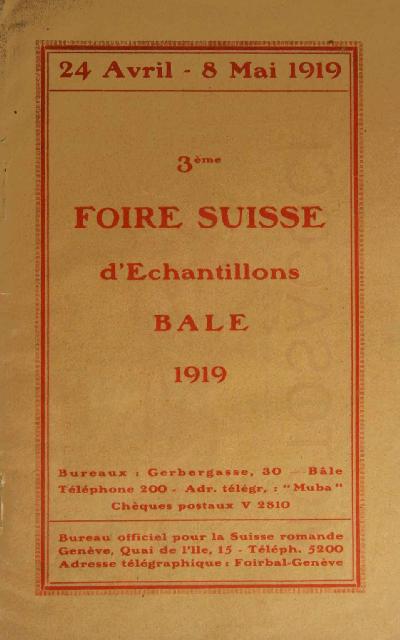 24 Avril - 8 Mai 1919
3ème
FOIRE SUISSE
d'Echantillons
BALE
1919
Bureaux : Gerbergasse, 30 — Bâle
Téléphone 200 - Adr. télégr, : "Muba"
Chèques postaux V 2810
Bureau officiel pour la Suisse romande
Genève, Quai de l'Ile, 15 - Téléph. 5200
Adresse télégraphique : Foirbal-Genève